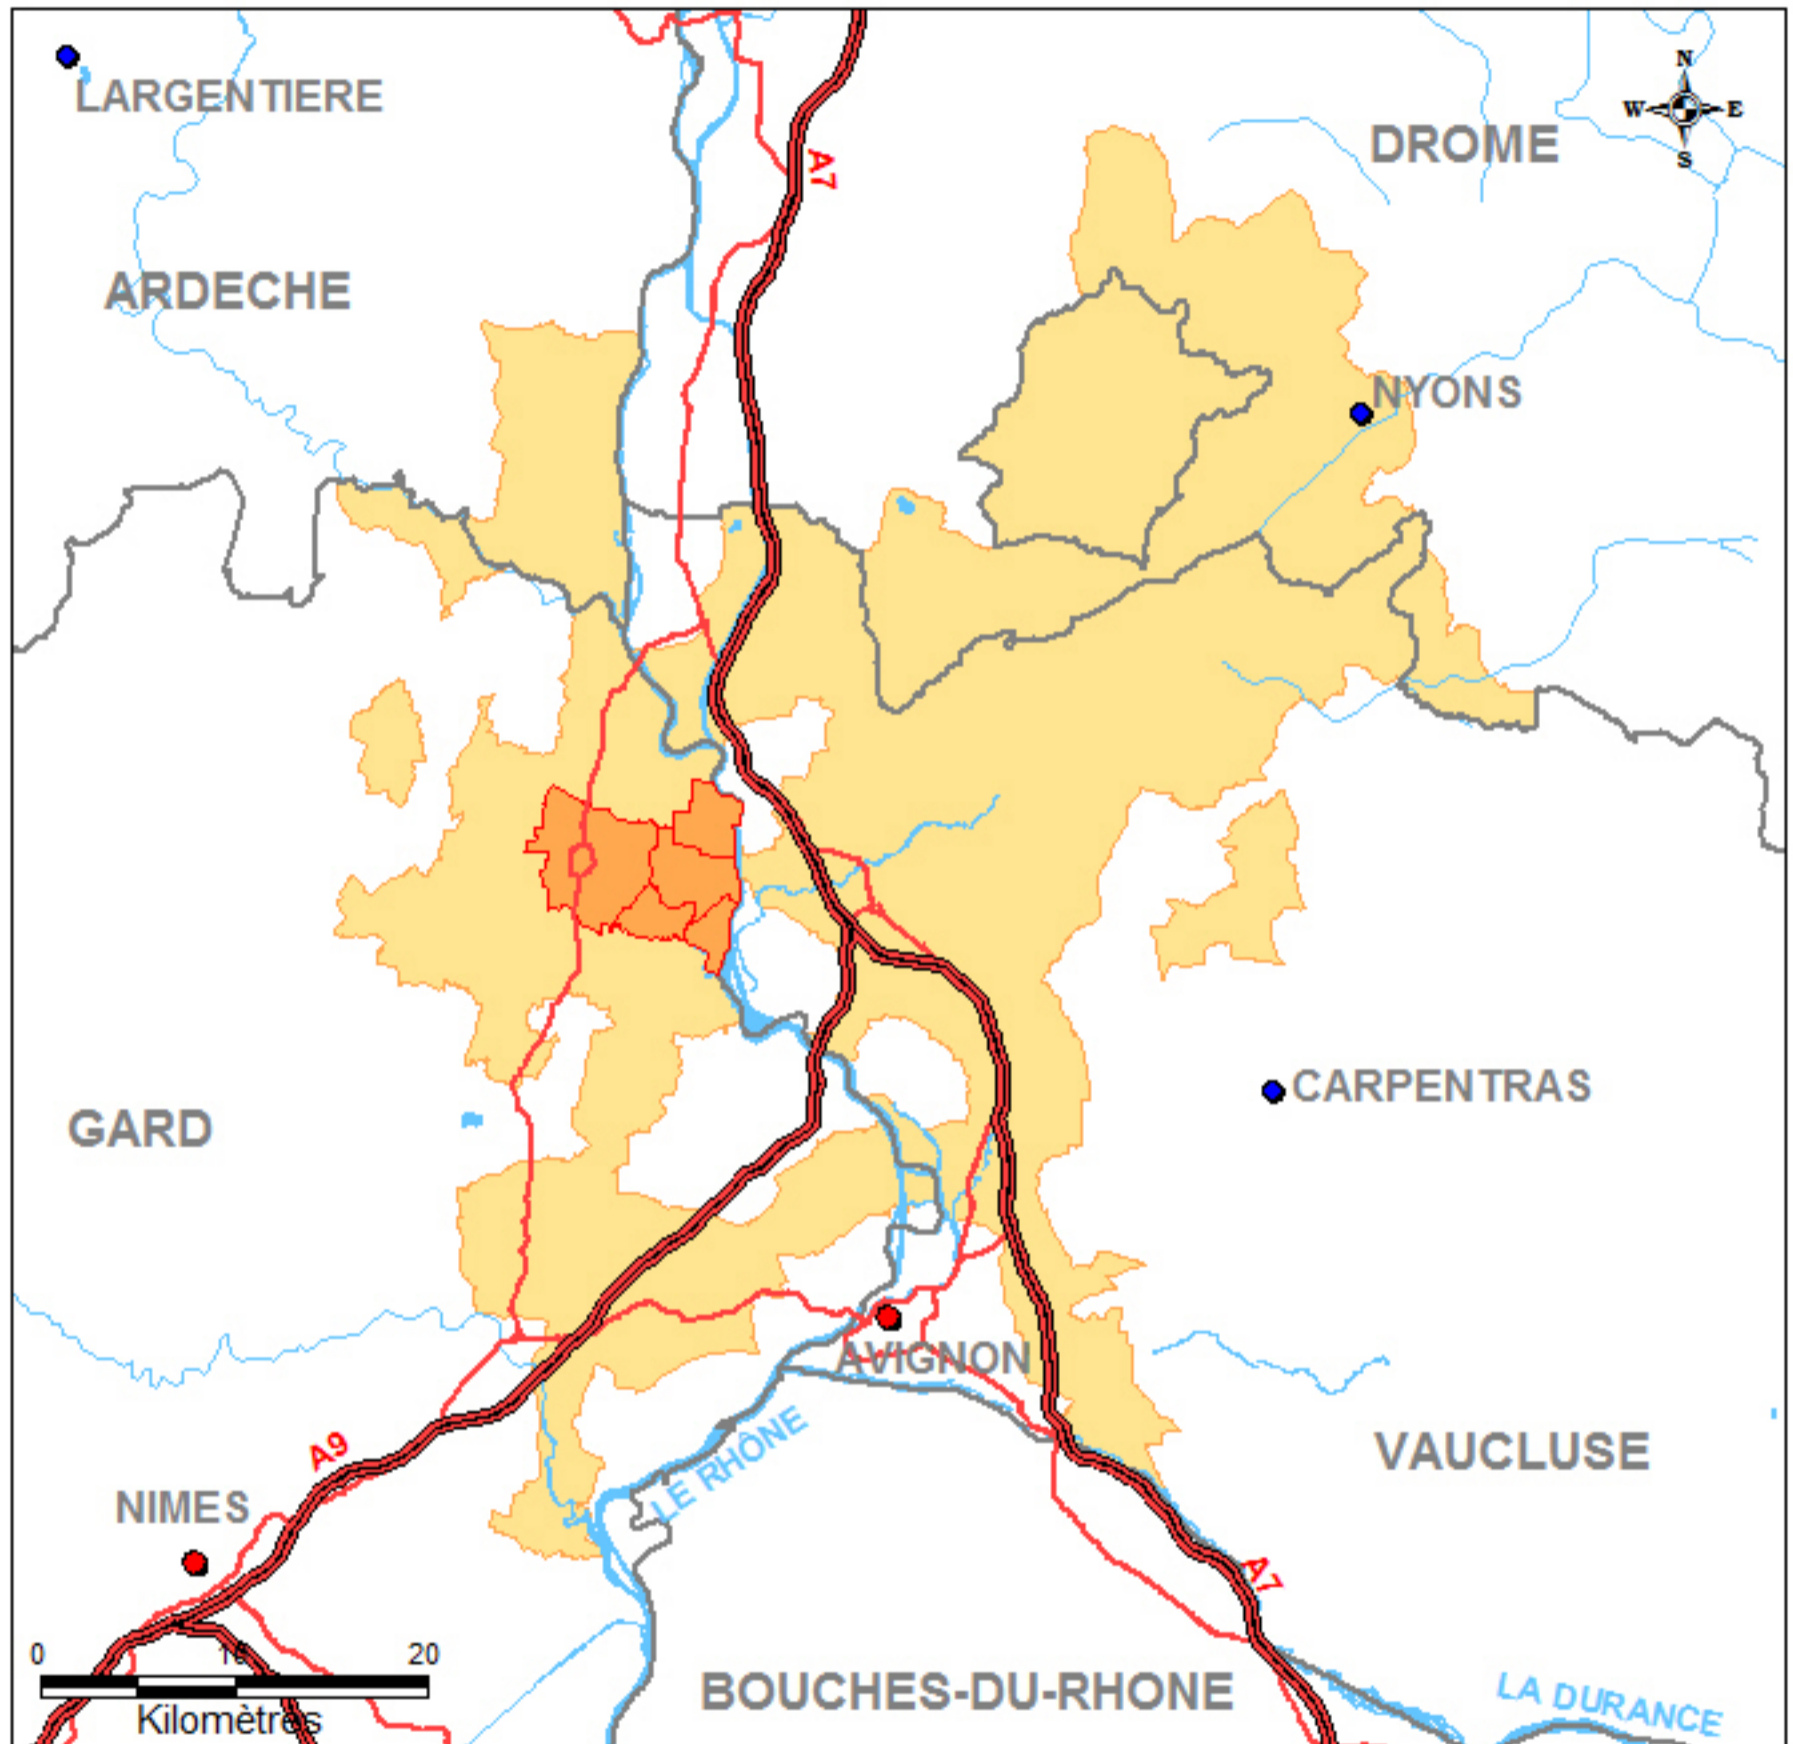 N
W E
S
LARGENTIERE
DROME
A7
ARDECHE
NYONS
CARPENTRAS
GARD
AVIGNON
LE RHÔNE
VAUCLUSE
A9
NIMES
A7
0 10 20
Kilomètres
BOUCHES-DU-RHONE
LA DURANCE